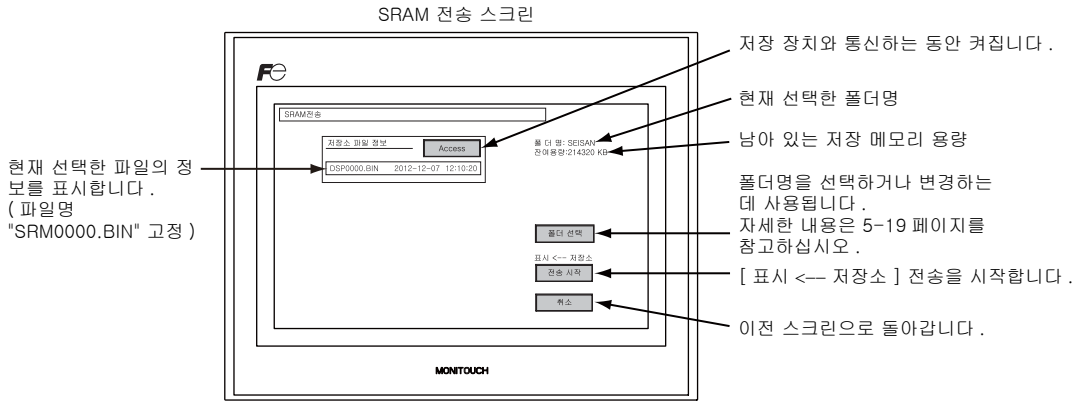 SRAM 전송 스크린
Fe
SRAM전송
저장소 파일 정보
Access
DSP0000.BIN 2012-12-07 12:10:20
폴 더 명: SEISAN
잔여용량:214320 KB
폴더 선택
표시 <-- 저장소
전송 시작
취소
MONITOUCH
현재 선택한 파일의 정
보를 표시합니다 .
( 파일명
"SRM0000.BIN" 고정 )
저장 장치와 통신하는 동안 켜집니다 .
현재 선택한 폴더명
남아 있는 저장 메모리 용량
폴더명을 선택하거나 변경하는
데 사용됩니다 .
자세한 내용은 5-19 페이지를
참고하십시오 .
[ 표시 <-- 저장소 ] 전송을 시작합니다 .
이전 스크린으로 돌아갑니다 .